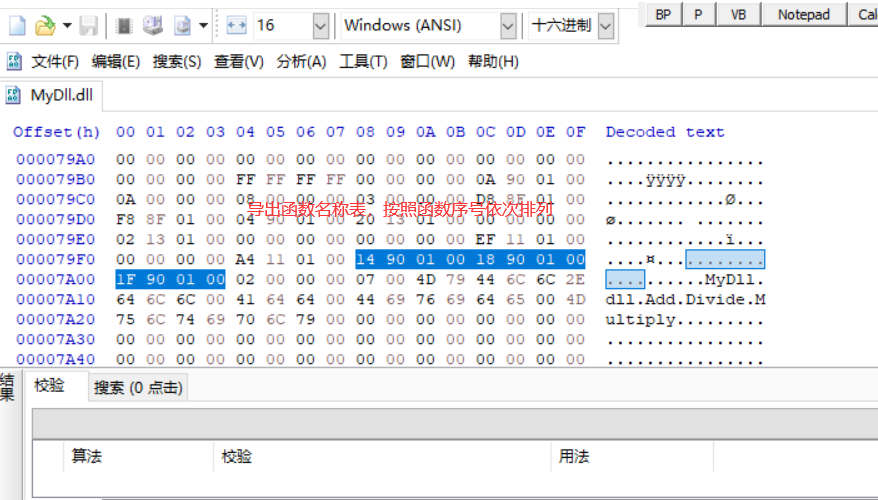 BP P VB Notepad Cal
16 Windows (ANSI) 十六进制
文件(F) 编辑(E) 搜索(S) 查看(V) 分析(A) 工具(T) 窗口(W) 帮助(H)
MyDll.dll
Offset(h) 00 01 02 03 04 05 06 07 08 09 0A 0B 0C 0D 0E 0F Decoded text
000079A0 00 00 00 00 00 00 00 00 00 00 00 00 00 00 00 00 ................
000079B0 00 00 00 00 FF FF FF FF 00 00 00 00 0A 90 01 00 ....ÿÿÿÿ........
000079C0 0A 00 00 00 08 00 00 00 03 00 00 00 D8 8F 01 00 ............Ø...
导出函数名称表，按照函数序号依次排列
000079D0 F8 8F 01 00 04 90 01 00 20 13 01 00 00 00 00 00 ø...............
000079E0 02 13 01 00 00 00 00 00 00 00 00 00 EF 11 01 00 ............ï...
000079F0 00 00 00 00 A4 11 01 00 14 90 01 00 18 90 01 00 ....¤...........
00007A00 1F 90 01 00 02 00 00 00 07 00 4D 79 44 6C 6C 2E ..........MyDll.
00007A10 64 6C 6C 00 41 64 64 00 44 69 76 69 64 65 00 4D dll.Add.Divide.M
00007A20 75 6C 74 69 70 6C 79 00 00 00 00 00 00 00 00 00 ultiply.........
00007A30 00 00 00 00 00 00 00 00 00 00 00 00 00 00 00 00 ................
00007A40 00 00 00 00 00 00 00 00 00 00 00 00 00 00 00 00 ................
结果
校验 搜索 (0 点击)
算法 校验 用法